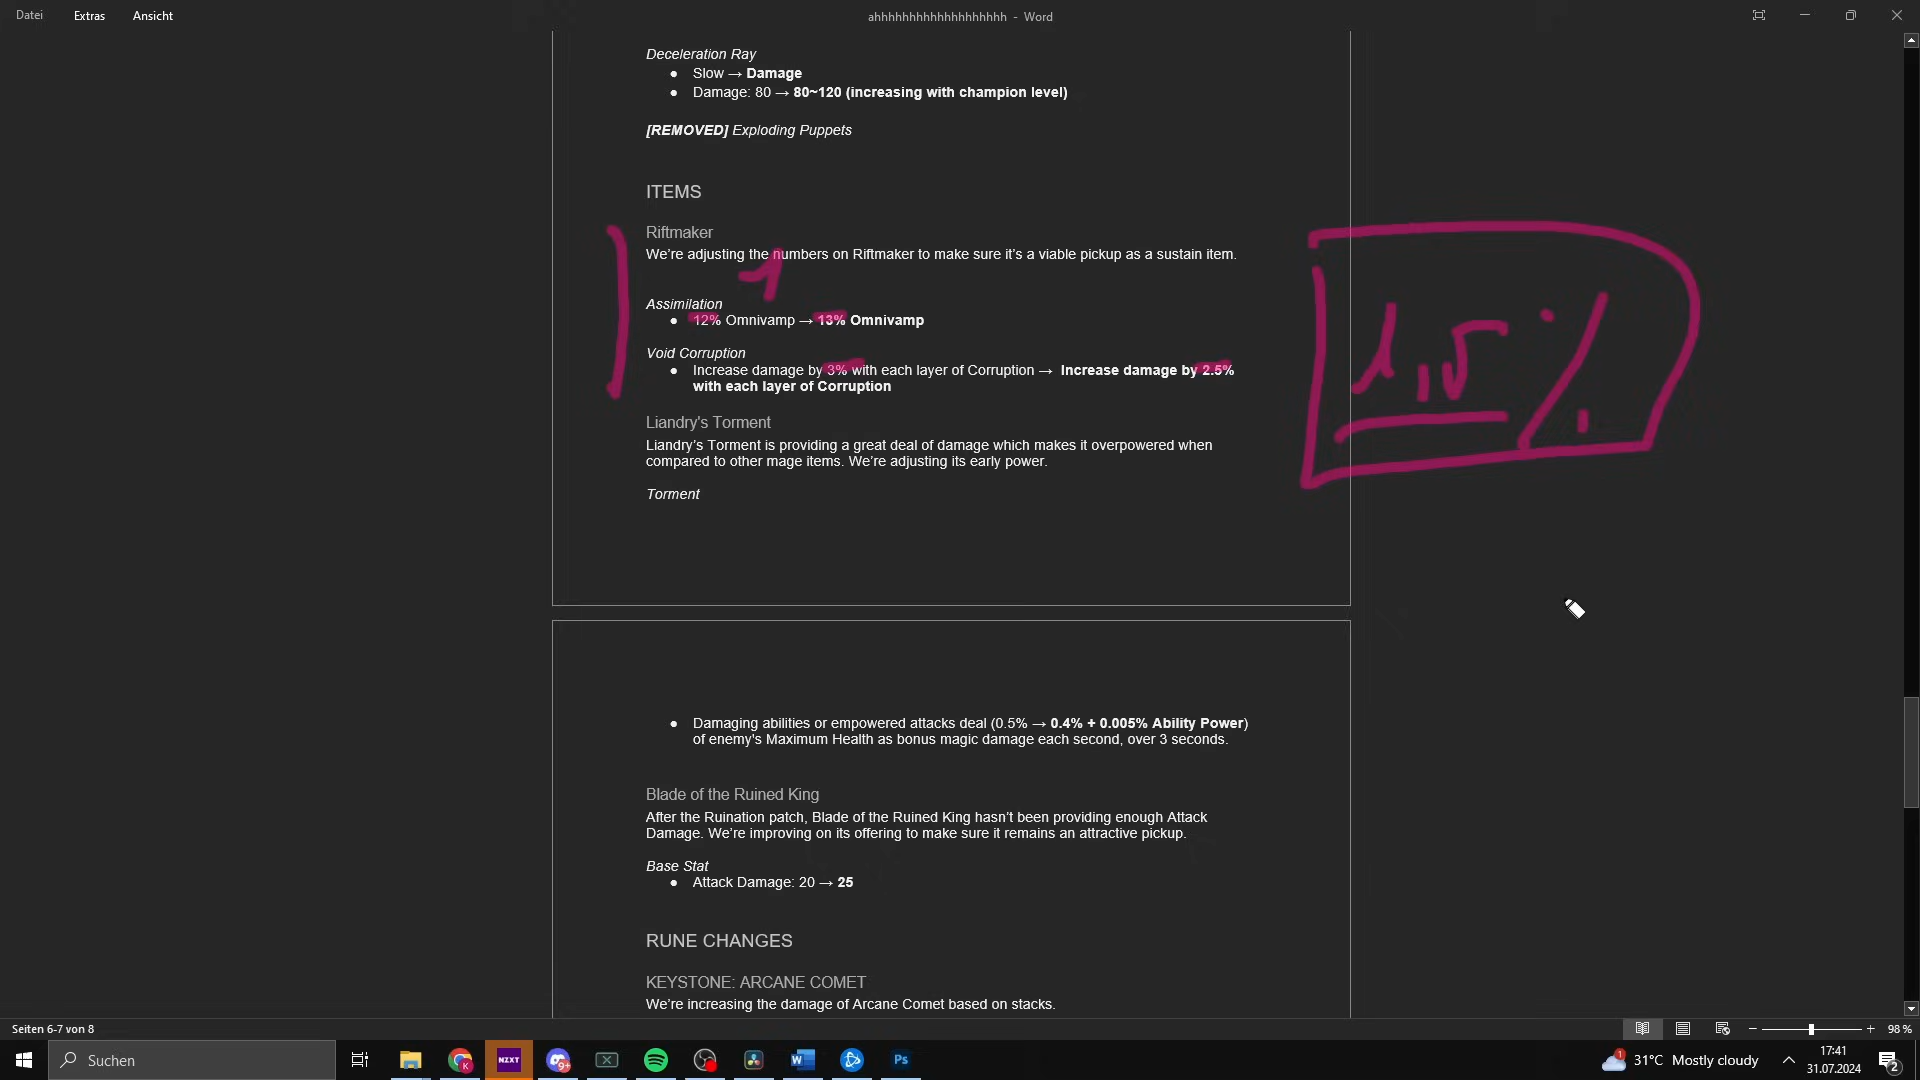 Datei Extras Ansicht
ahhhhhhhhhhhhhhhhhhh - Word
Deceleration Ray
● Slow → Damage
● Damage: 80 → 80~120 (increasing with champion level)
[REMOVED] Exploding Puppets
ITEMS
Riftmaker
We're adjusting the numbers on Riftmaker to make sure it's a viable pickup as a sustain item.
1
Assimilation
● 12% Omnivamp → 13% Omnivamp
Void Corruption
● Increase damage by 3% with each layer of Corruption → Increase damage by 2.5%
with each layer of Corruption
1,5 %
Liandry's Torment
Liandry's Torment is providing a great deal of damage which makes it overpowered when
compared to other mage items. We're adjusting its early power.
Torment
● Damaging abilities or empowered attacks deal (0.5% → 0.4% + 0.005% Ability Power)
of enemy's Maximum Health as bonus magic damage each second, over 3 seconds.
Blade of the Ruined King
After the Ruination patch, Blade of the Ruined King hasn't been providing enough Attack
Damage. We're improving on its offering to make sure it remains an attractive pickup.
Base Stat
● Attack Damage: 20 → 25
RUNE CHANGES
KEYSTONE: ARCANE COMET
We're increasing the damage of Arcane Comet based on stacks.
Seiten 6-7 von 8
98 %
Suchen
NZXT
K
9+
W
Ps
1
31°C Mostly cloudy
17:41
31.07.2024
2